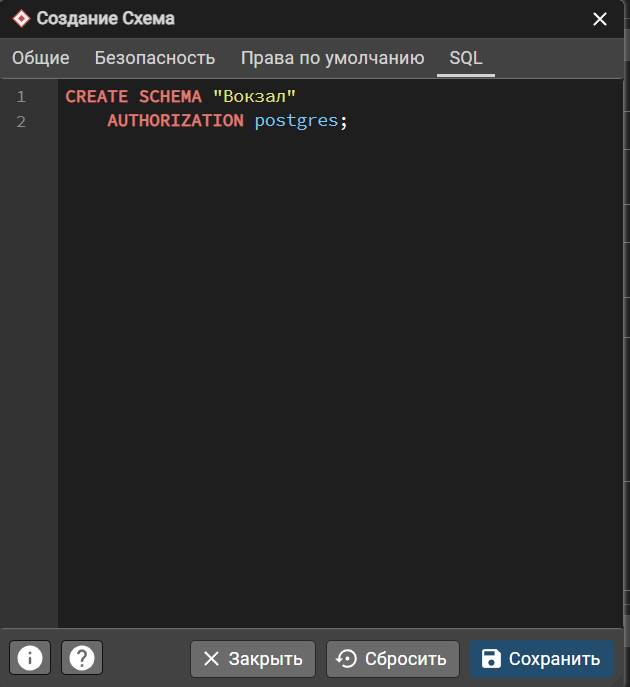 Создание Схема
Общие Безопасность Права по умолчанию SQL
1 CREATE SCHEMA "Вокзал"
2 AUTHORIZATION postgres;
Закрыть Сбросить Сохранить